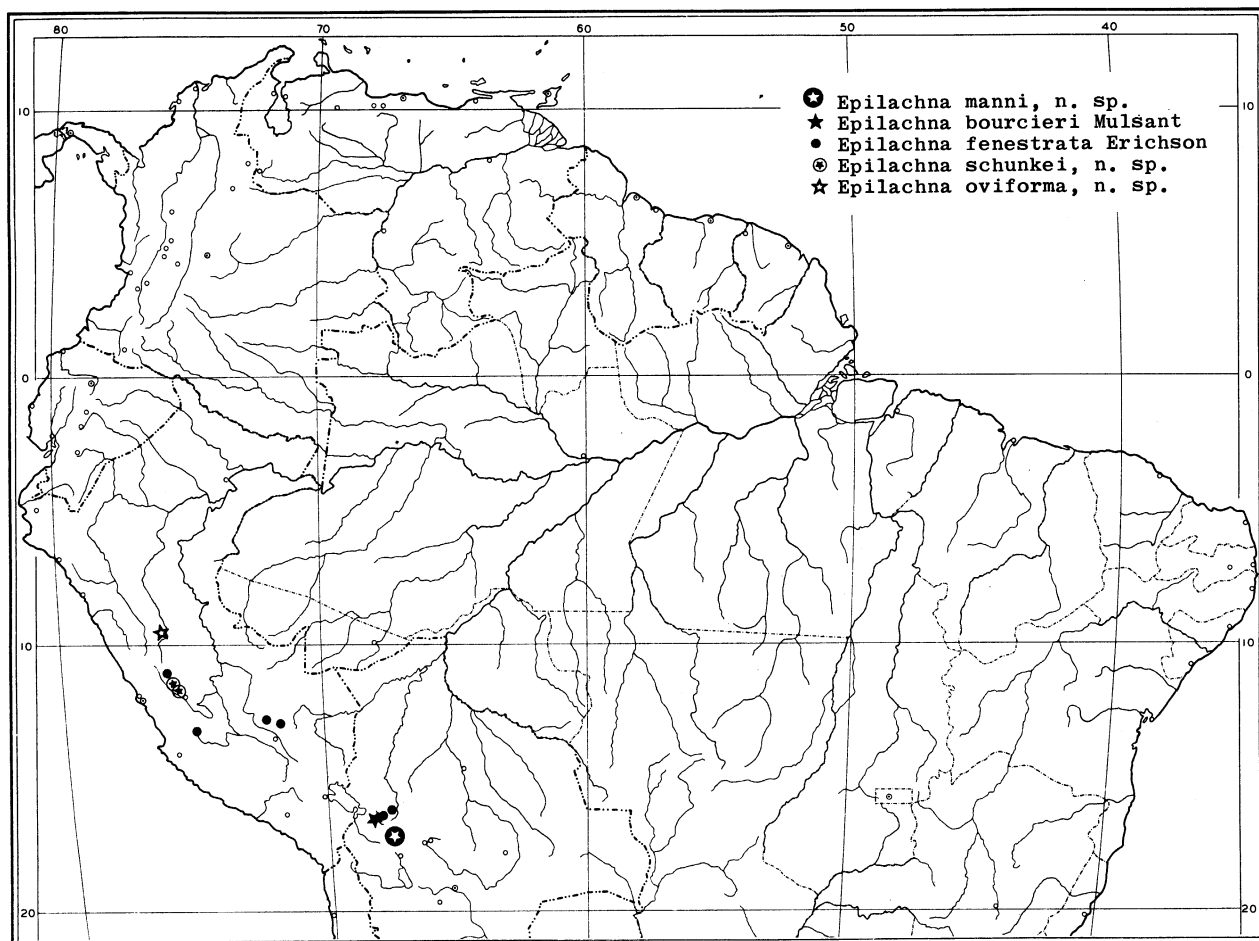 80 70 60 50 40
10 10
Epilachna manni, n. sp.
Epilachna bourcieri Mulsant
Epilachna fenestrata Erichson
Epilachna schunkei, n. sp.
Epilachna oviforma, n. sp.
0 0
10 10
20 20